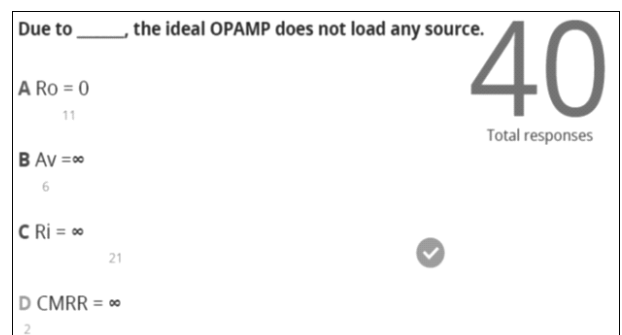 Due to ______, the ideal OPAMP does not load any source.
40
Total responses
A Ro = 0
11
B Av =∞
6
C Ri = ∞
21
D CMRR = ∞
2